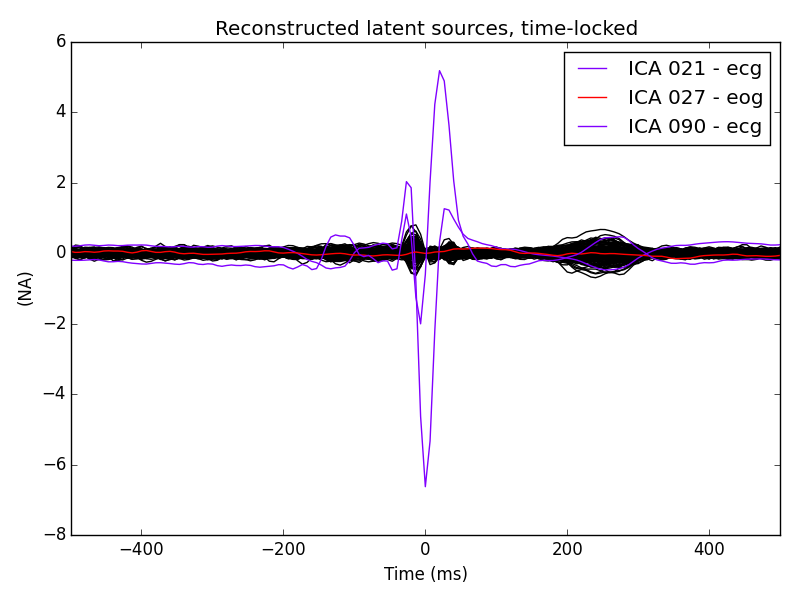 Reconstructed latent sources, time-locked
ICA 021 - ecg
ICA 027 - eog
ICA 090 - ecg
6
4
2
0
−2
−4
−6
−8
(NA)
−400
−200
0
200
400
Time (ms)